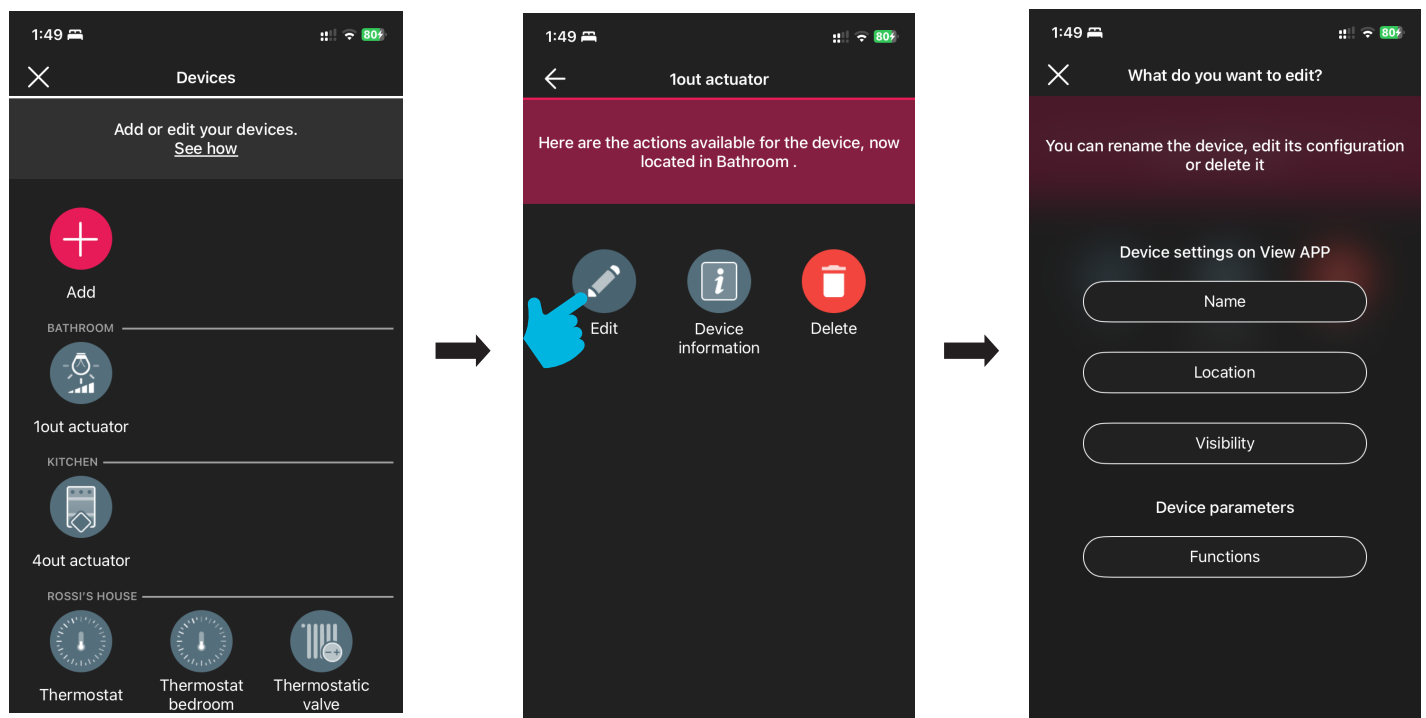 1:49
80
Devices
Add or edit your devices.
See how
Add
BATHROOM
1out actuator
KITCHEN
4out actuator
ROSSI'S HOUSE
Thermostat
Thermostat
bedroom
Thermostatic
valve
1:49
80
1out actuator
Here are the actions available for the device, now
located in Bathroom .
Edit
Device
information
Delete
1:49
80
What do you want to edit?
You can rename the device, edit its configuration
or delete it
Device settings on View APP
Name
Location
Visibility
Device parameters
Functions